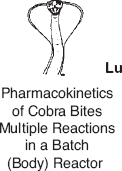 Lu
Pharmacokinetics
of Cobra Bites
Multiple Reactions
in a Batch
(Body) Reactor